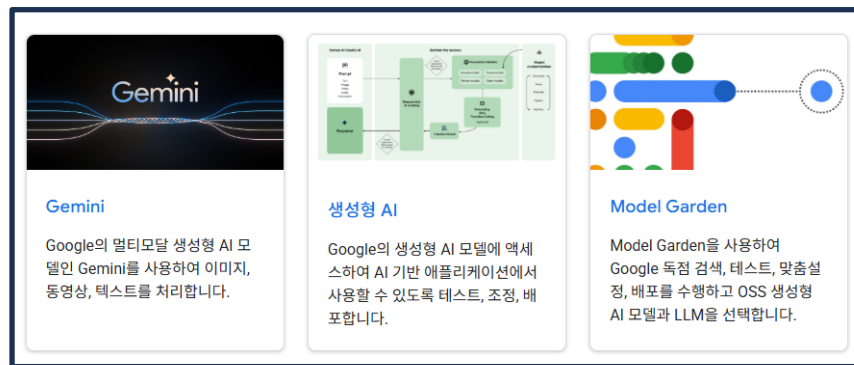 Gemini
Prompt
Response
Gemini
Google의 멀티모달 생성형 AI 모
델인 Gemini를 사용하여 이미지,
동영상, 텍스트를 처리합니다.
생성형 AI
Google의 생성형 AI 모델에 액세
스하여 AI 기반 애플리케이션에서
사용할 수 있도록 테스트, 조정, 배
포합니다.
Model Garden
Model Garden을 사용하여
Google 독점 검색, 테스트, 맞춤설
정, 배포를 수행하고 OSS 생성형
AI 모델과 LLM을 선택합니다.